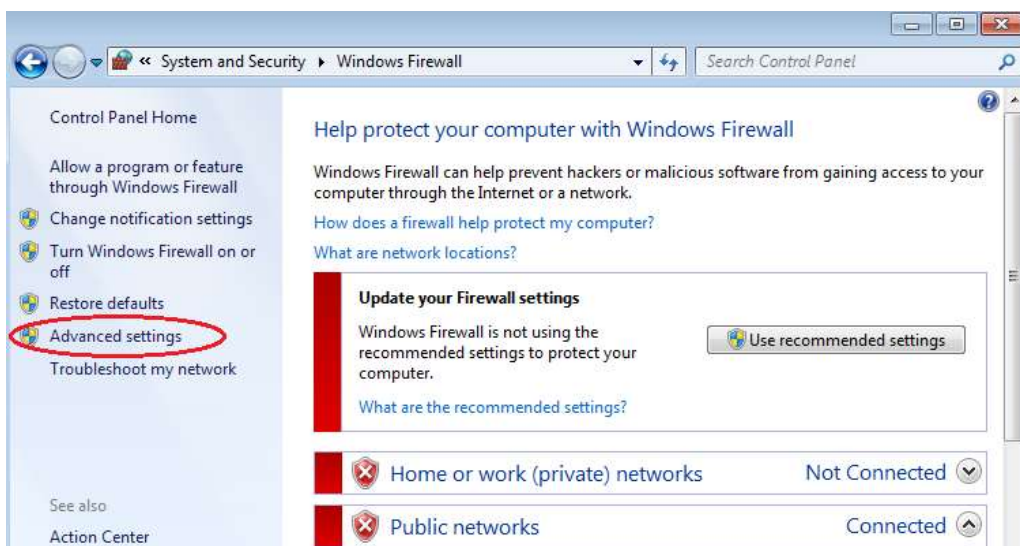 « System and Security ▸ Windows Firewall
Search Control Panel
Control Panel Home
Allow a program or feature
through Windows Firewall
Change notification settings
Turn Windows Firewall on or
off
Restore defaults
Advanced settings
Troubleshoot my network
See also
Action Center
Help protect your computer with Windows Firewall
Windows Firewall can help prevent hackers or malicious software from gaining access to your
computer through the Internet or a network.
How does a firewall help protect my computer?
What are network locations?
Update your Firewall settings
Windows Firewall is not using the
recommended settings to protect your
computer.
Use recommended settings
What are the recommended settings?
Home or work (private) networks Not Connected
Public networks Connected